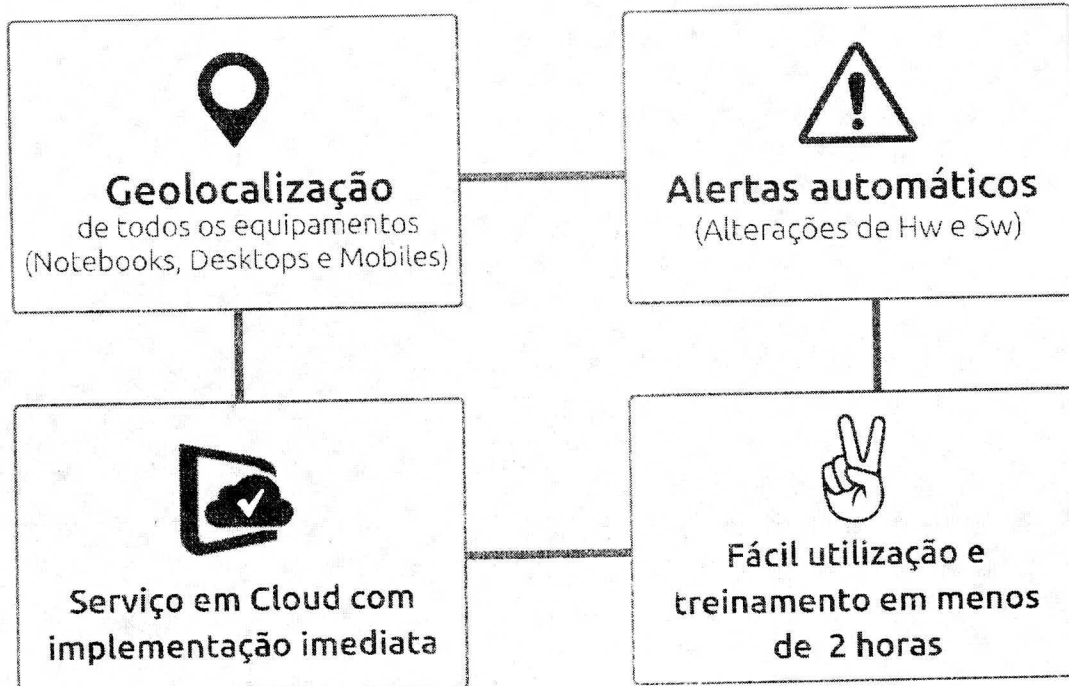 Geolocalização
de todos os equipamentos
(Notebooks, Desktops e Mobiles)
Alertas automáticos
(Alterações de Hw e Sw)
Serviço em Cloud com
implementação imediata
Fácil utilização e
treinamento em menos
de 2 horas